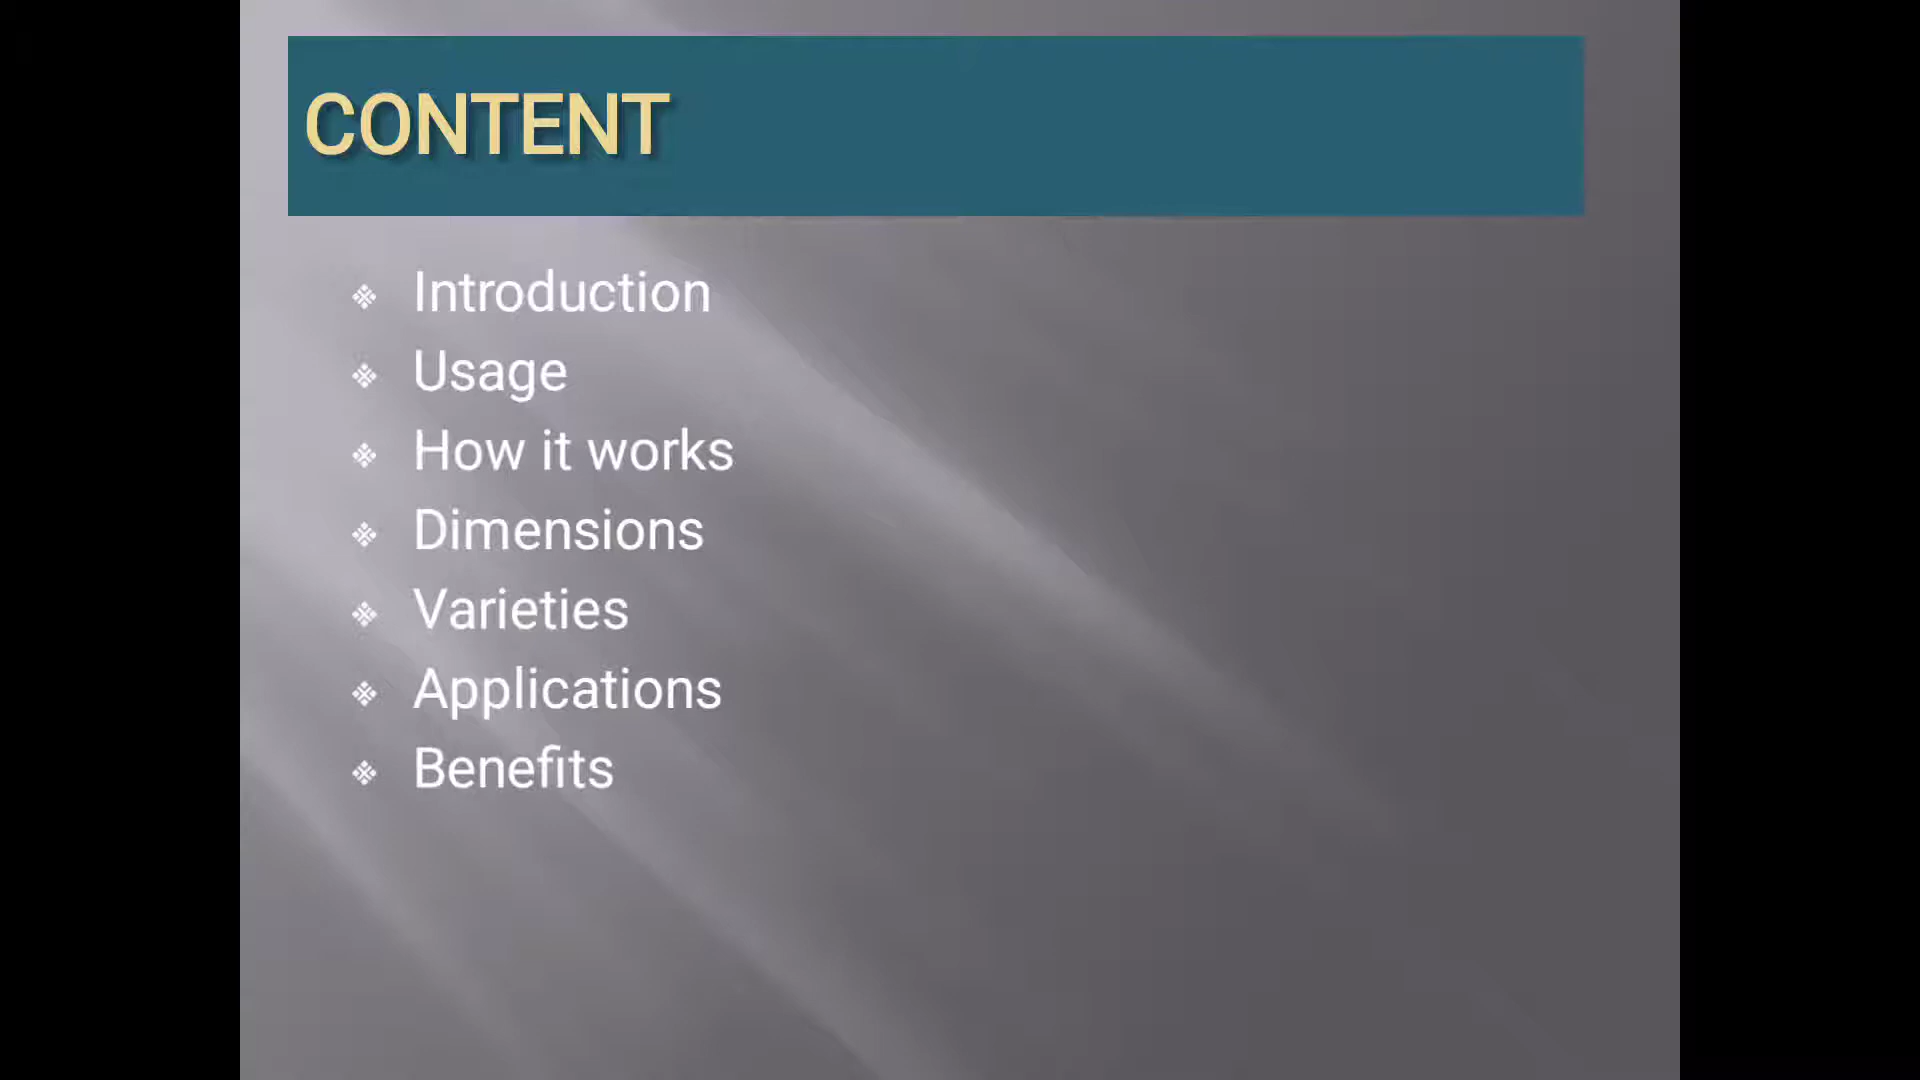 CONTENT
❖ Introduction
❖ Usage
❖ How it works
❖ Dimensions
❖ Varieties
❖ Applications
❖ Benefits